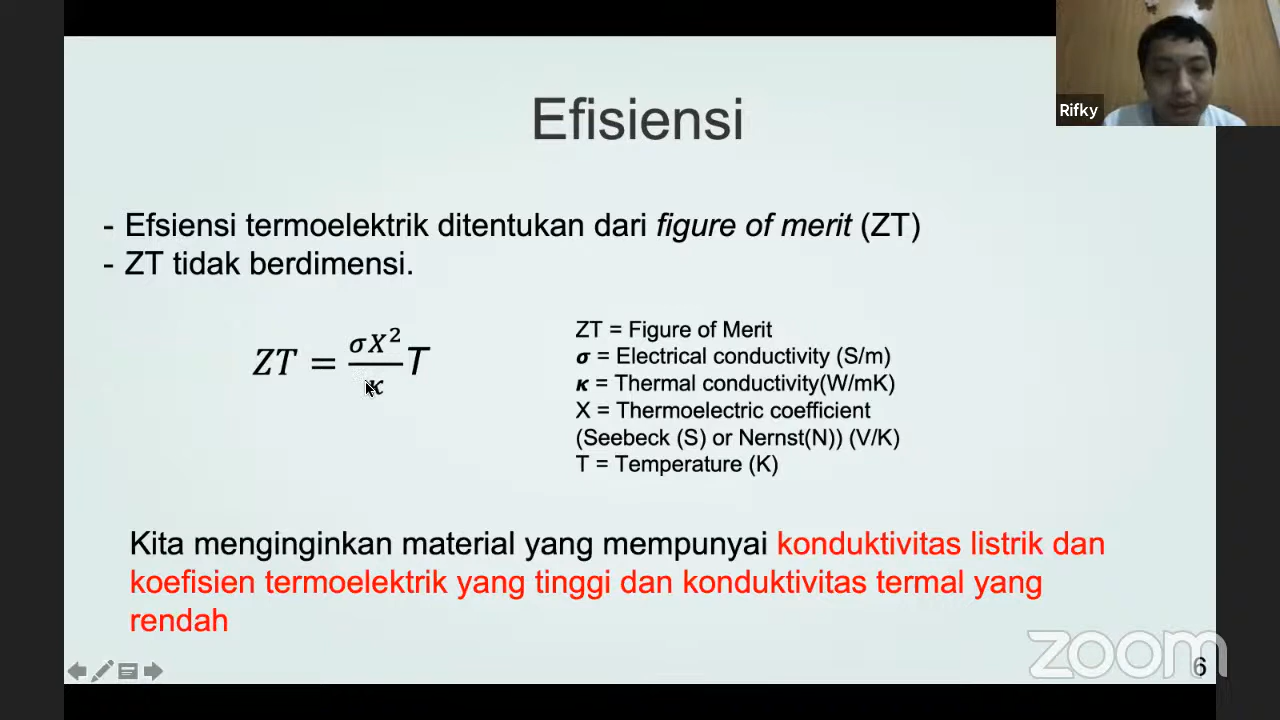 Rifky
Efisiensi
- Efsiensi termoelektrik ditentukan dari figure of merit (ZT)
- ZT tidak berdimensi.
ZT = σX²/κ T
ZT = Figure of Merit
σ = Electrical conductivity (S/m)
κ = Thermal conductivity(W/mK)
X = Thermoelectric coefficient
(Seebeck (S) or Nernst(N)) (V/K)
T = Temperature (K)
Kita menginginkan material yang mempunyai konduktivitas listrik dan
koefisien termoelektrik yang tinggi dan konduktivitas termal yang
rendah
zoom
6